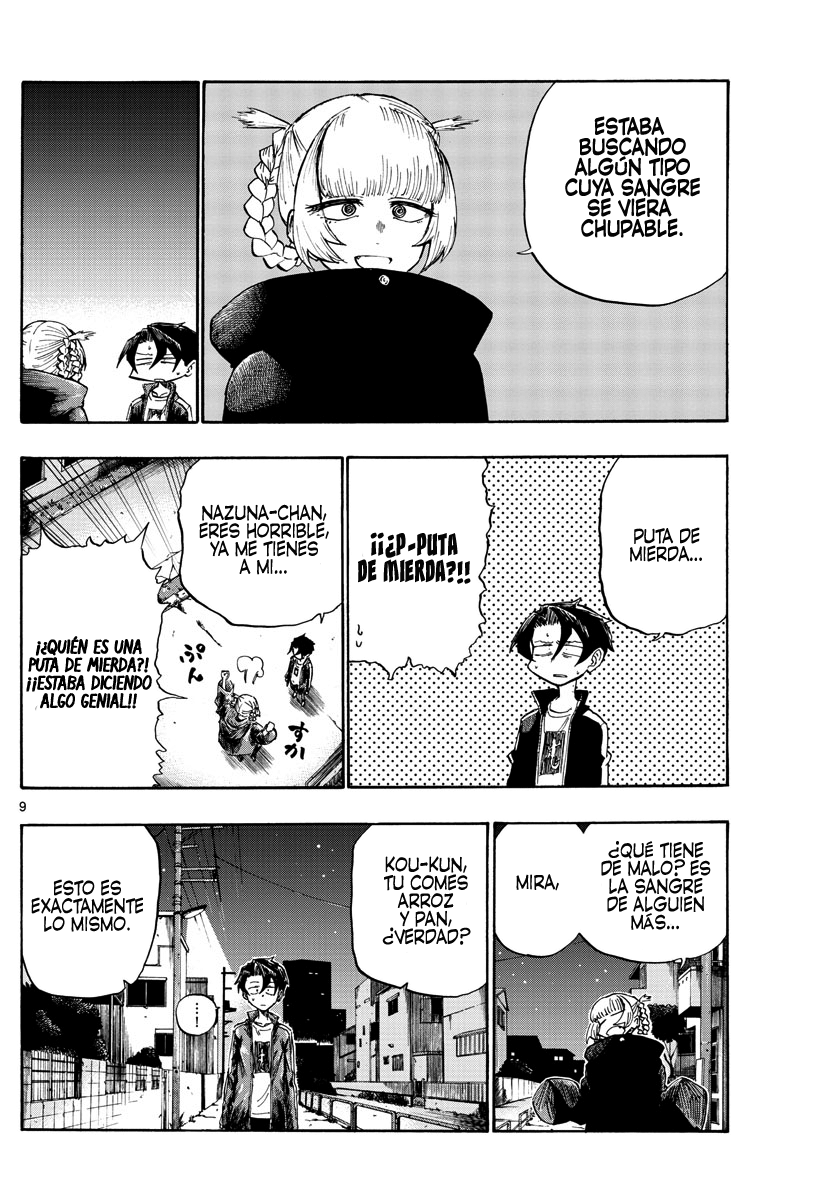 ESTABA
BUSCANDO
ALGÚN TIPO
CUYA SANGRE
SE VIERA
CHUPABLE.
PUTA DE
MIERDA...
¡¡¿P-PUTA
DE MIERDA?!!
NAZUNA-CHAN,
ERES HORRIBLE,
YA ME TIENES
A MI...
¡¿QUIÉN ES UNA
PUTA DE MIERDA?!
¡¡ESTABA DICIENDO
ALGO GENIAL!!
ぷん
すか
9
¿QUÉ TIENE
DE MALO? ES
LA SANGRE
DE ALGUIEN
MÁS...
MIRA,
KOU-KUN,
TU COMES
ARROZ
Y PAN,
¿VERDAD?
......
ESTO ES
EXACTAMENTE
LO MISMO.